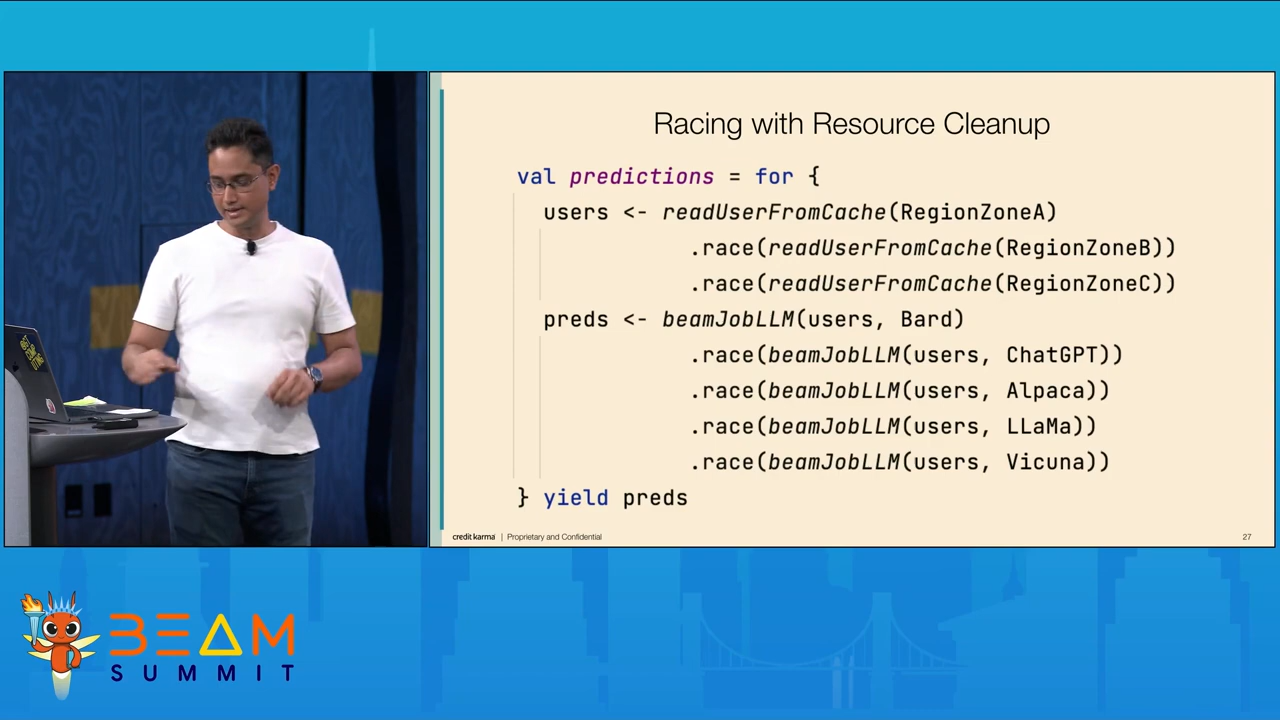 Racing with Resource Cleanup
val predictions = for {
users <- readUserFromCache(RegionZoneA)
.race(readUserFromCache(RegionZoneB))
.race(readUserFromCache(RegionZoneC))
preds <- beamJobLLM(users, Bard)
.race(beamJobLLM(users, ChatGPT))
.race(beamJobLLM(users, Alpaca))
.race(beamJobLLM(users, LLaMa))
.race(beamJobLLM(users, Vicuna))
} yield preds
credit karma | Proprietary and Confidential
27
BEAM
SUMMIT